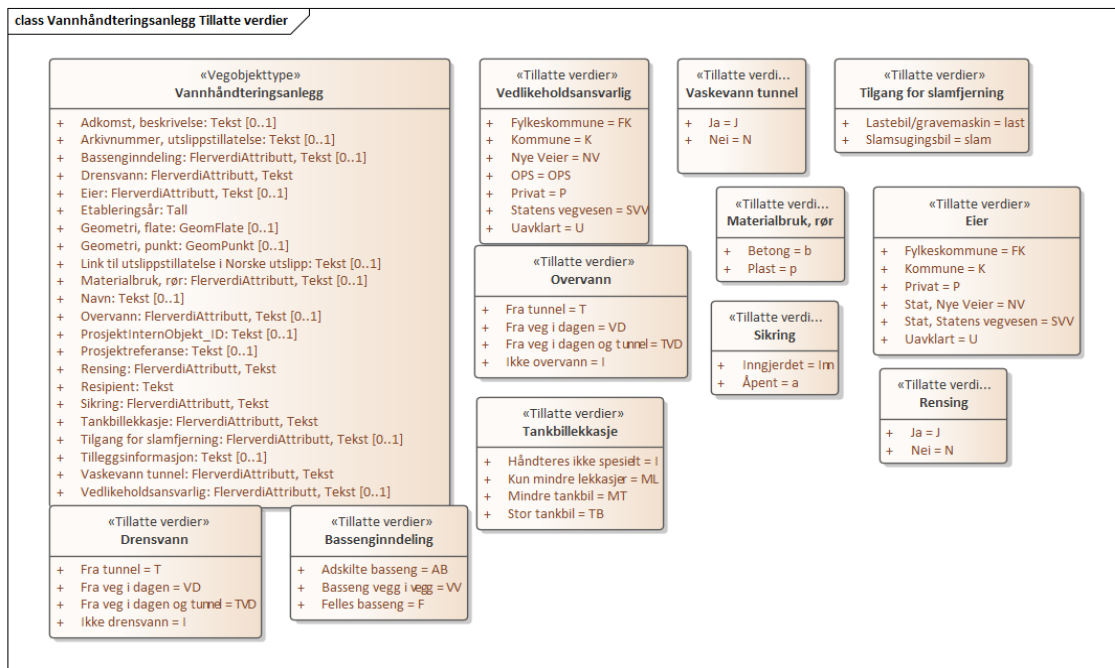 class Vannhåndteringsanlegg Tillatte verdier
«Vegobjekttype»
Vannhåndteringsanlegg
+ Adkomst, beskrivelse: Tekst [0..1]
+ Arkivnummer, utslippstillatelse: Tekst [0..1]
+ Bassenginndeling: FlerverdiAttributt, Tekst [0..1]
+ Drensvann: FlerverdiAttributt, Tekst
+ Eier: FlerverdiAttributt, Tekst [0..1]
+ Etableringsår: Tall
+ Geometri, flate: GeomFlate [0..1]
+ Geometri, punkt: GeomPunkt [0..1]
+ Link til utslippstillatelse i Norske utslipp: Tekst [0..1]
+ Materialbruk, rør: FlerverdiAttributt, Tekst [0..1]
+ Navn: Tekst [0..1]
+ Overvann: FlerverdiAttributt, Tekst [0..1]
+ ProsjektInternObjekt_ID: Tekst [0..1]
+ Prosjektreferanse: Tekst [0..1]
+ Rensing: FlerverdiAttributt, Tekst
+ Resipient: Tekst
+ Sikring: FlerverdiAttributt, Tekst
+ Tankbillekkasje: FlerverdiAttributt, Tekst
+ Tilgang for slamfjerning: FlerverdiAttributt, Tekst [0..1]
+ Tilleggsinformasjon: Tekst [0..1]
+ Vaskevann tunnel: FlerverdiAttributt, Tekst
+ Vedlikeholdsansvarlig: FlerverdiAttributt, Tekst [0..1]
«Tillatte verdier»
Vedlikeholdsansvarlig
+ Fylkeskommune = FK
+ Kommune = K
+ Nye Veier = NV
+ OPS = OPS
+ Privat = P
+ Statens vegvesen = SVV
+ Uavklart = U
«Tillatte verdi...
Vaskevann tunnel
+ Ja = J
+ Nei = N
«Tillatte verdier»
Tilgang for slamfjerning
+ Lastebil/gravemaskin = last
+ Slamsugingsbil = slam
«Tillatte verdi...
Materialbruk, rør
+ Betong = b
+ Plast = p
«Tillatte verdier»
Eier
+ Fylkeskommune = FK
+ Kommune = K
+ Privat = P
+ Stat, Nye Veier = NV
+ Stat, Statens vegvesen = SVV
+ Uavklart = U
«Tillatte verdier»
Overvann
+ Fra tunnel = T
+ Fra veg i dagen = VD
+ Fra veg i dagen og tunnel = TVD
+ Ikke overvann = I
«Tillatte verdi...
Sikring
+ Inngjerdet = Inn
+ Åpent = a
«Tillatte verdi...
Rensing
+ Ja = J
+ Nei = N
«Tillatte verdier»
Tankbillekkasje
+ Håndteres ikke spesielt = I
+ Kun mindre lekkasjer = ML
+ Mindre tankbil = MT
+ Stor tankbil = TB
«Tillatte verdier»
Drensvann
+ Fra tunnel = T
+ Fra veg i dagen = VD
+ Fra veg i dagen og tunnel = TVD
+ Ikke drensvann = I
«Tillatte verdier»
Bassenginndeling
+ Adskilte basseng = AB
+ Basseng vegg i vegg = VV
+ Felles basseng = F